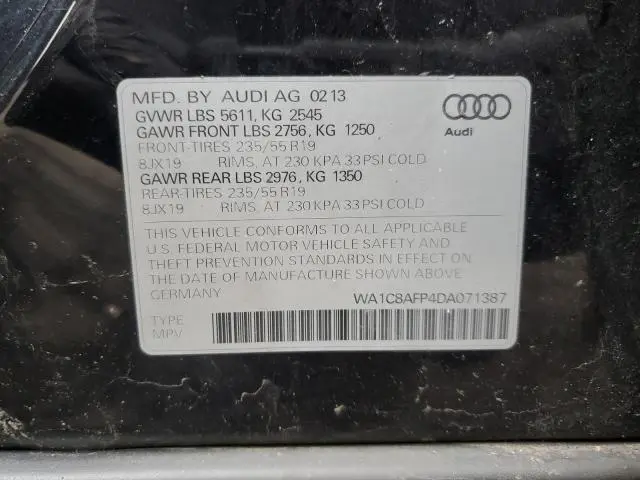 MFD. BY AUDI AG 0213
GVWR LBS 5611, KG 2545
GAWR FRONT LBS 2756, KG 1250
FRONT-TIRES 235/55 R19
8JX19 RIMS, AT 230 KPA 33 PSI COLD
GAWR REAR LBS 2976, KG 1350
REAR-TIRES 235/55 R19
8JX19 RIMS, AT 230 KPA 33 PSI COLD
Audi
THIS VEHICLE CONFORMS TO ALL APPLICABLE
U.S. FEDERAL MOTOR VEHICLE SAFETY AND
THEFT PREVENTION STANDARDS IN EFFECT ON
THE DATE OF MANUFACTURE SHOWN ABOVE
GERMANY
WA1C8AFP4DA071387
TYPE
MPV